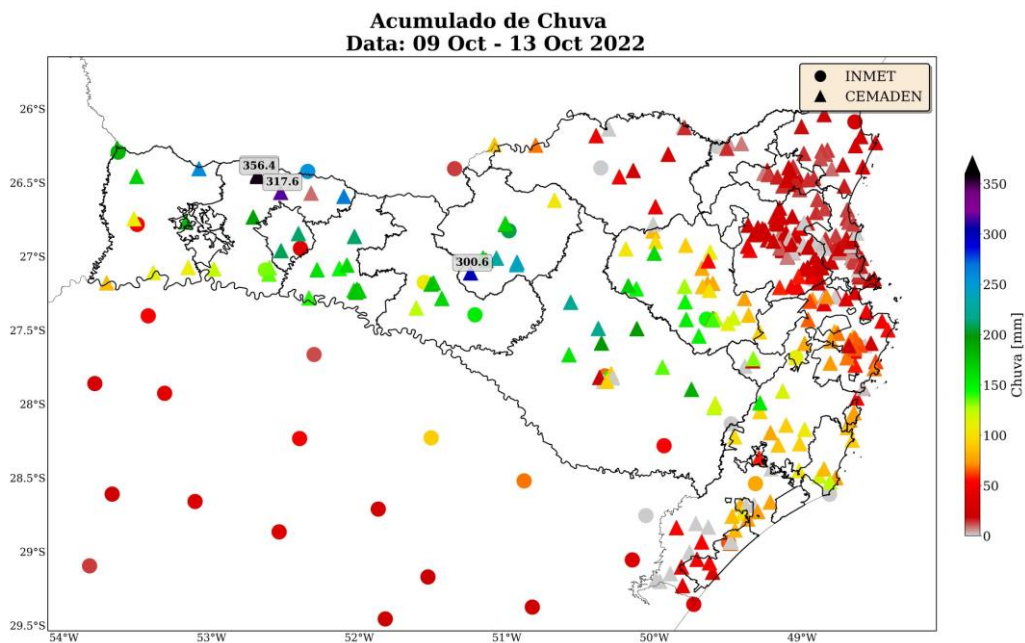 Acumulado de Chuva
Data: 09 Oct - 13 Oct 2022
INMET
CEMADEN
26°S
26.5°S
27°S
27.5°S
28°S
28.5°S
29°S
29.5°S
356.4
317.6
300.6
54°W
53°W
52°W
51°W
50°W
49°W
350
300
250
200
150
100
50
0
Chuva [mm]